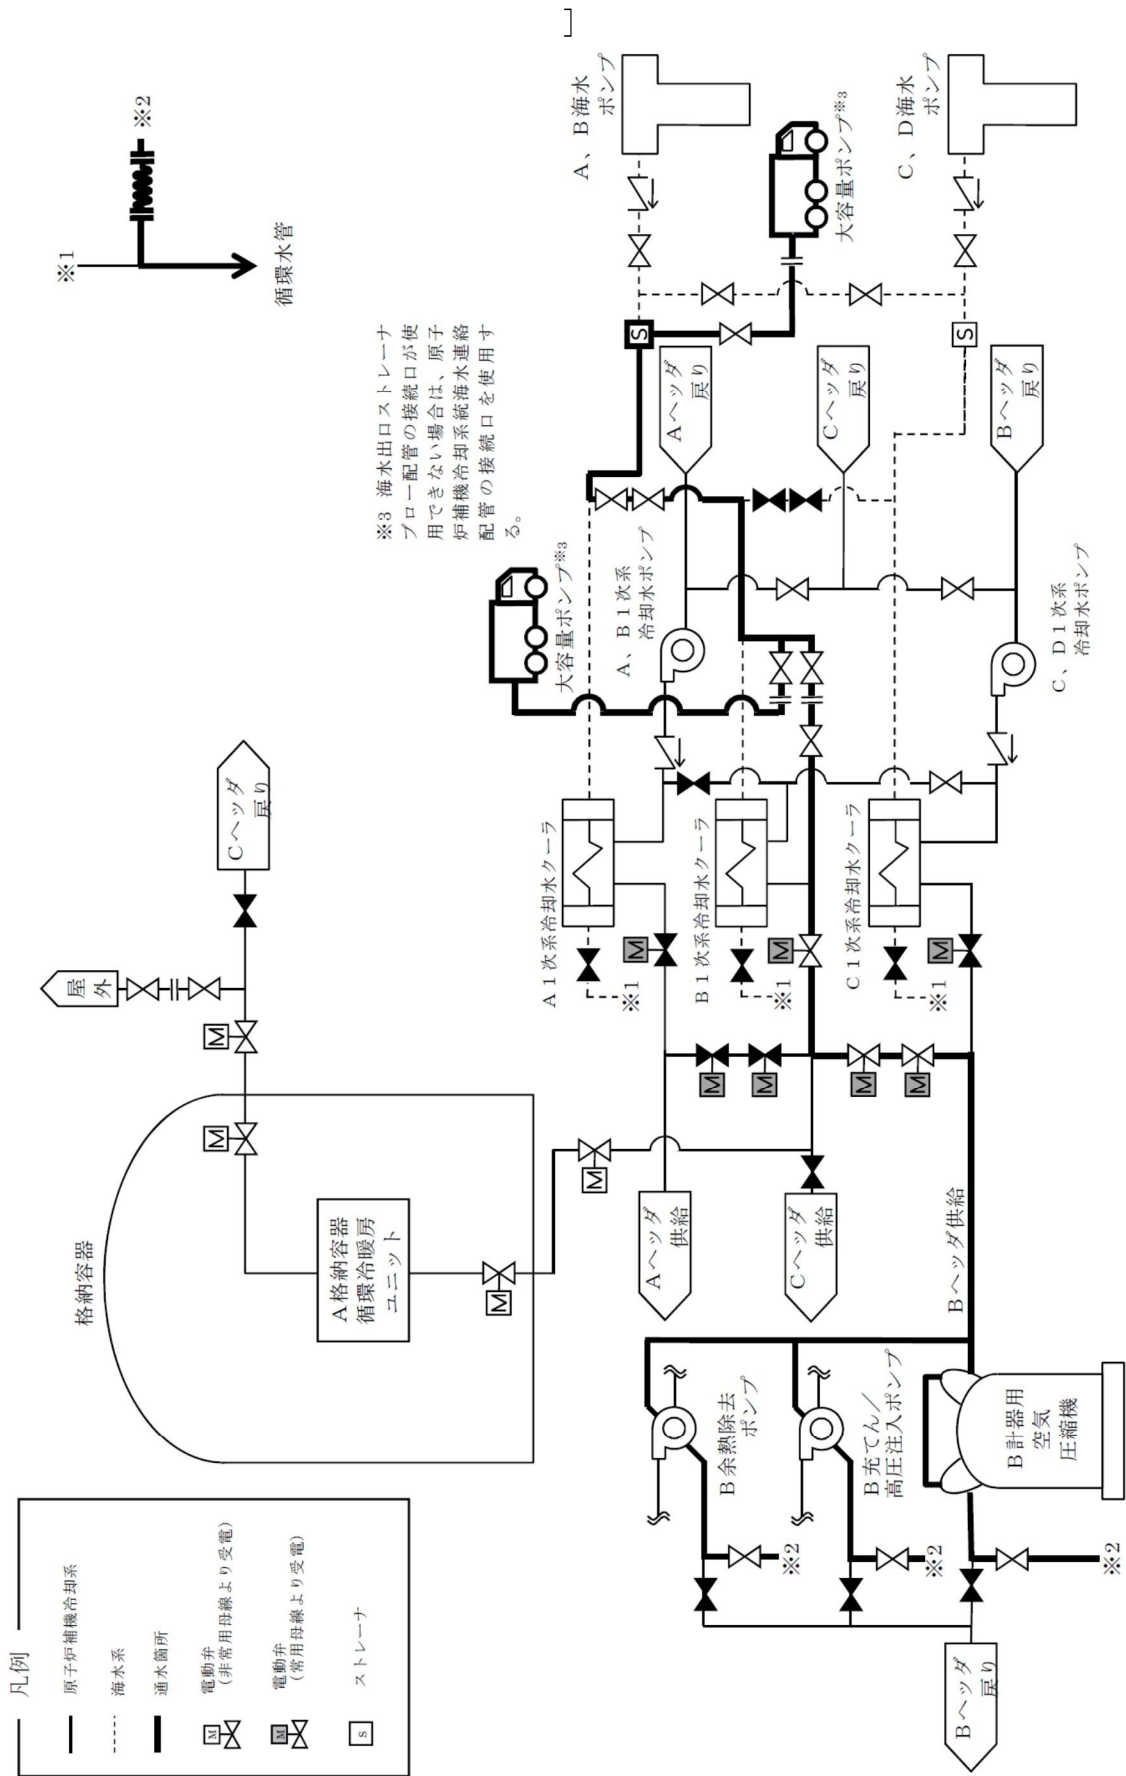 凡例
原子炉補機冷却系
海水系
通水箇所
M
電動弁
(非常用母線より受電)
M
電動弁
(常用母線より受電)
S
ストレーナ
格納容器
A格納容器
循環冷暖房
ユニット
M
M
M
M
屋外
Cヘッダ
戻り
※1
※2
循環水管
※3 海水出口ストレーナ
ブロー配管の接続口が使
用できない場合は、原子
炉補機冷却系統海水連絡
配管の接続口を使用す
る。
大容量ポンプ※3
A、B海水
ポンプ
大容量ポンプ※3
C、D海水
ポンプ
S
S
Aヘッダ
戻り
Cヘッダ
戻り
Bヘッダ
戻り
A、B1次系
冷却水ポンプ
C、D1次系
冷却水ポンプ
A1次系冷却水クーラ
B1次系冷却水クーラ
C1次系冷却水クーラ
M
M
M
※1
※1
※1
M
M
M
M
Aヘッダ
供給
Cヘッダ
供給
Bヘッダ供給
B余熱除去
ポンプ
B充てん/
高圧注入ポンプ
B計器用
空気
圧縮機
※2
※2
※2
Bヘッダ
戻り